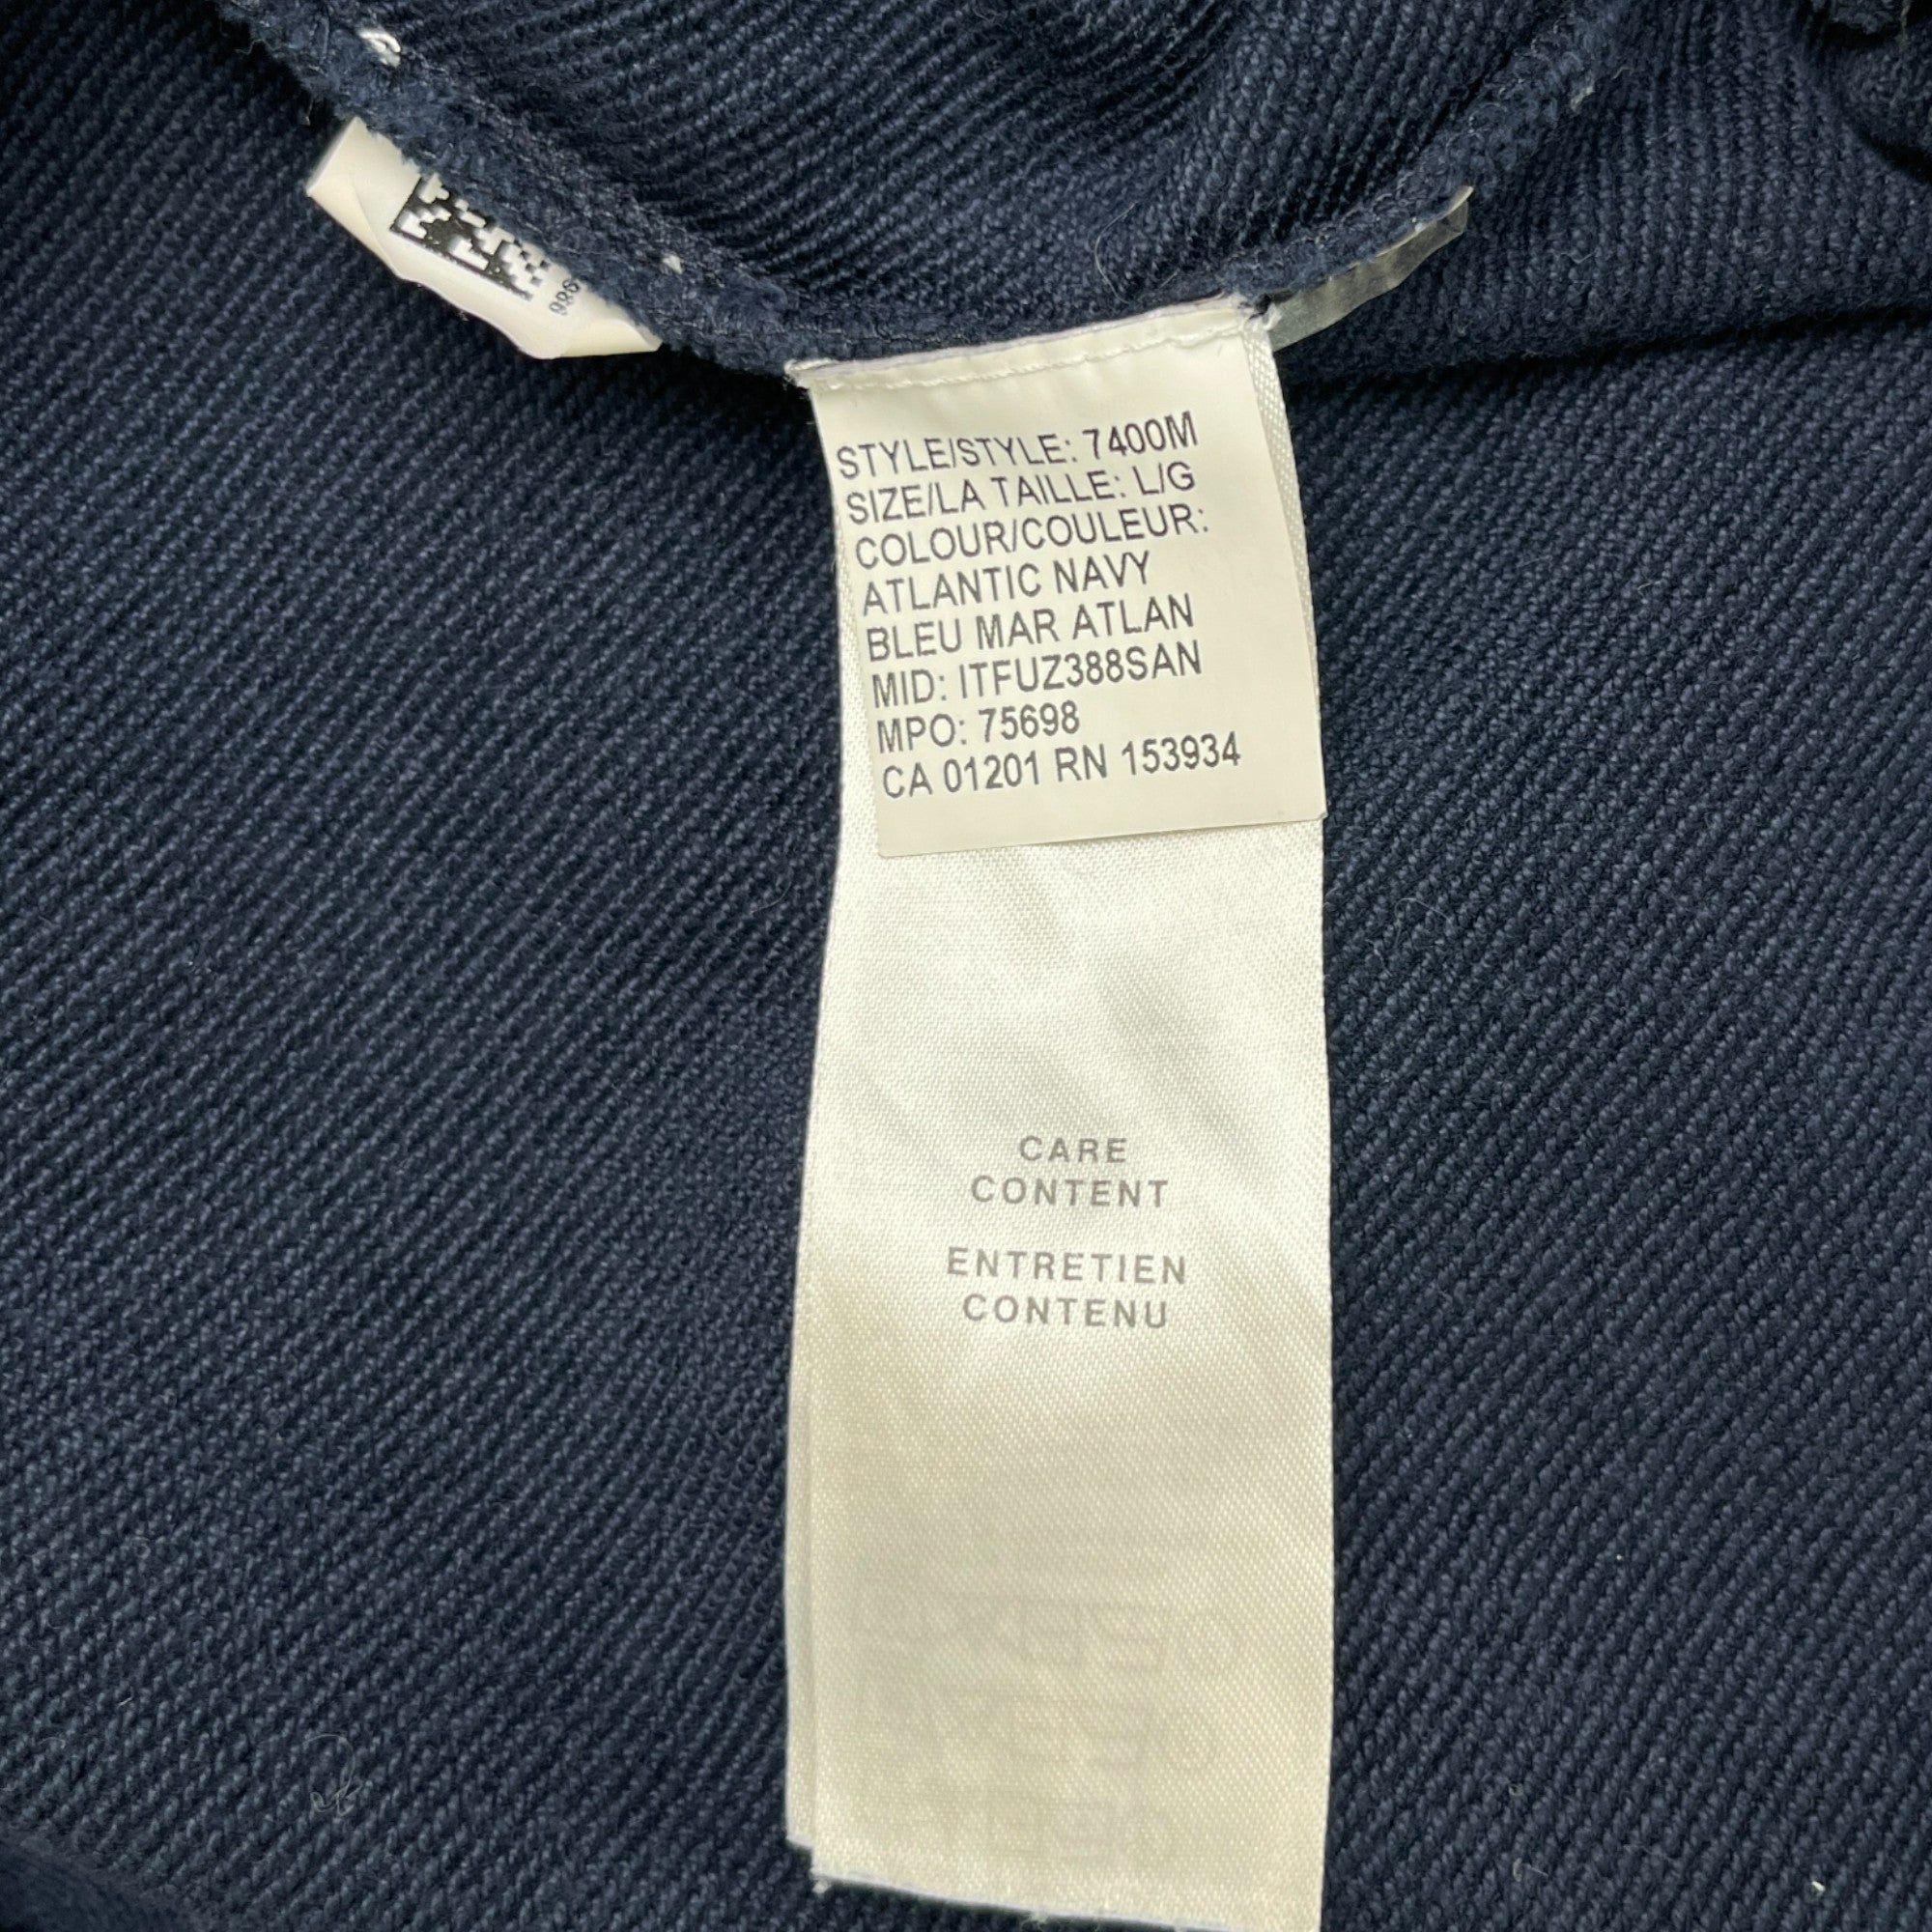 986
STYLE/STYLE: 7400M
SIZE/LA TAILLE: L/G
COLOUR/COULEUR:
ATLANTIC NAVY
BLEU MAR ATLAN
MID: ITFUZ388SAN
MPO: 75698
CA 01201 RN 153934
CARE
CONTENT
ENTRETIEN
CONTENU